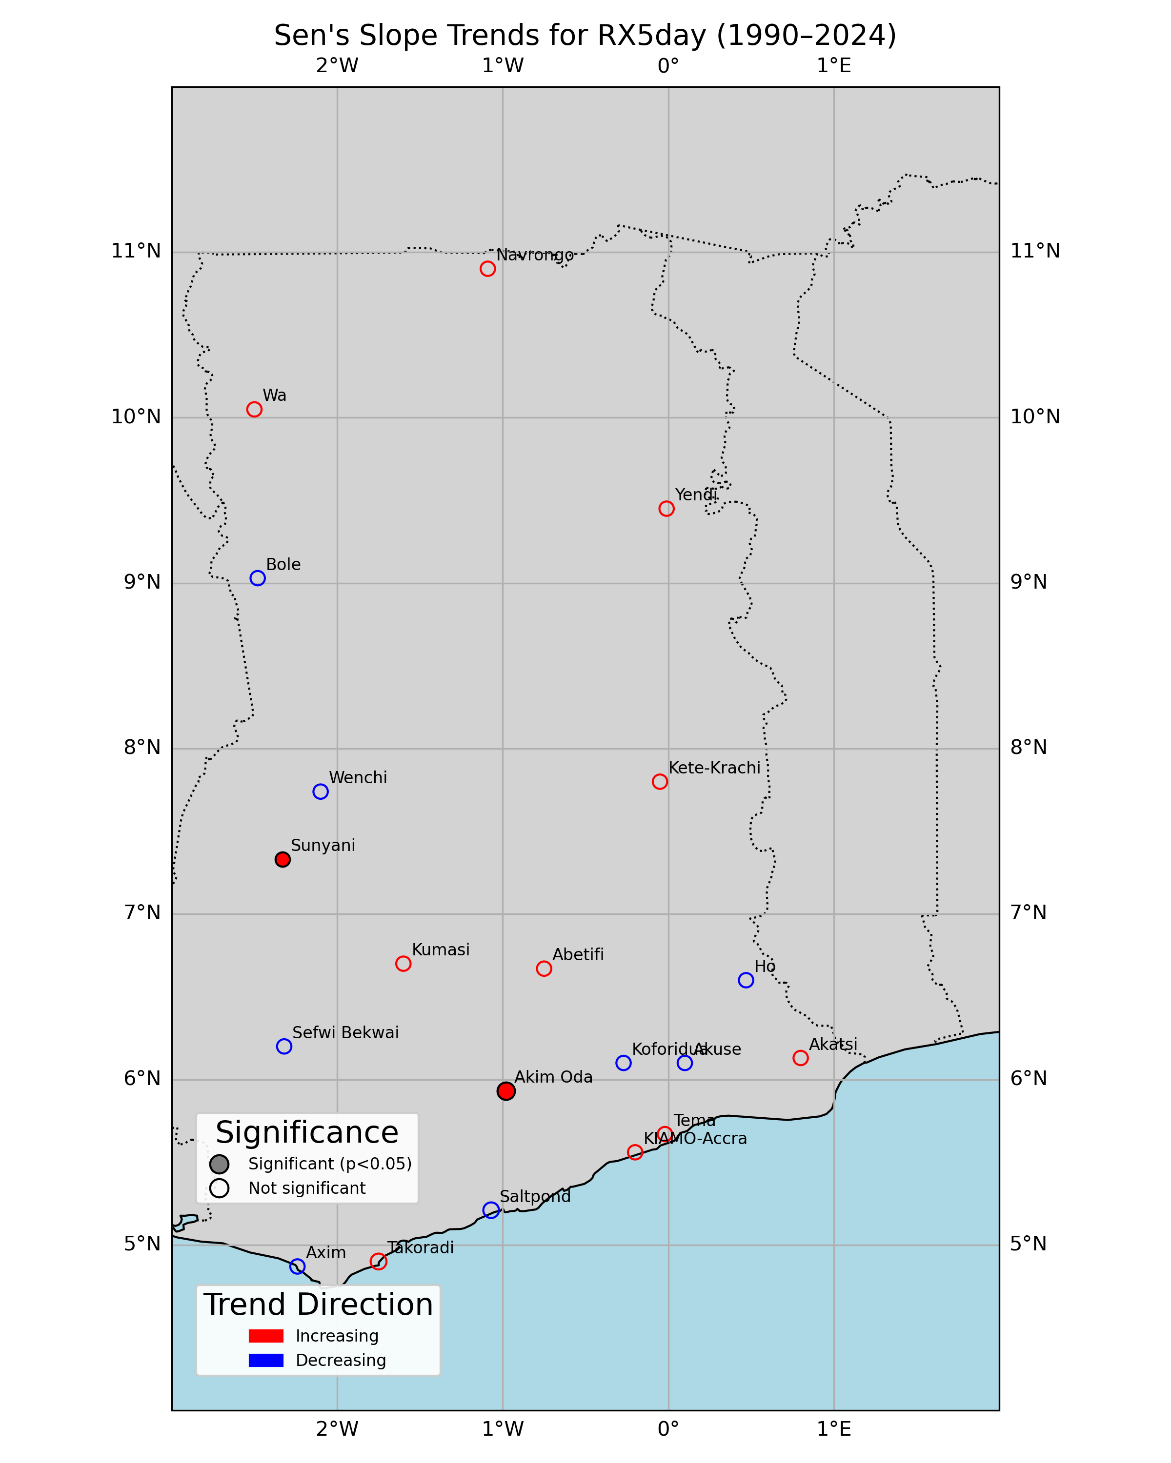 Sen's Slope Trends for RX5day (1990–2024)
2°W 1°W 0° 1°E
11°N 11°N
Navrongo
Wa
10°N 10°N
Yendi
Bole
9°N 9°N
8°N 8°N
Kete-Krachi
Wenchi
Sunyani
7°N 7°N
Kumasi
Abetifi
Ho
Sefwi Bekwai
Koforidua
Akuse
Akatsi
6°N 6°N
Akim Oda
Tema
KIAMO-Accra
Significance
Significant (p<0.05)
Not significant
Saltpond
5°N 5°N
Takoradi
Axim
Trend Direction
Increasing
Decreasing
2°W 1°W 0° 1°E